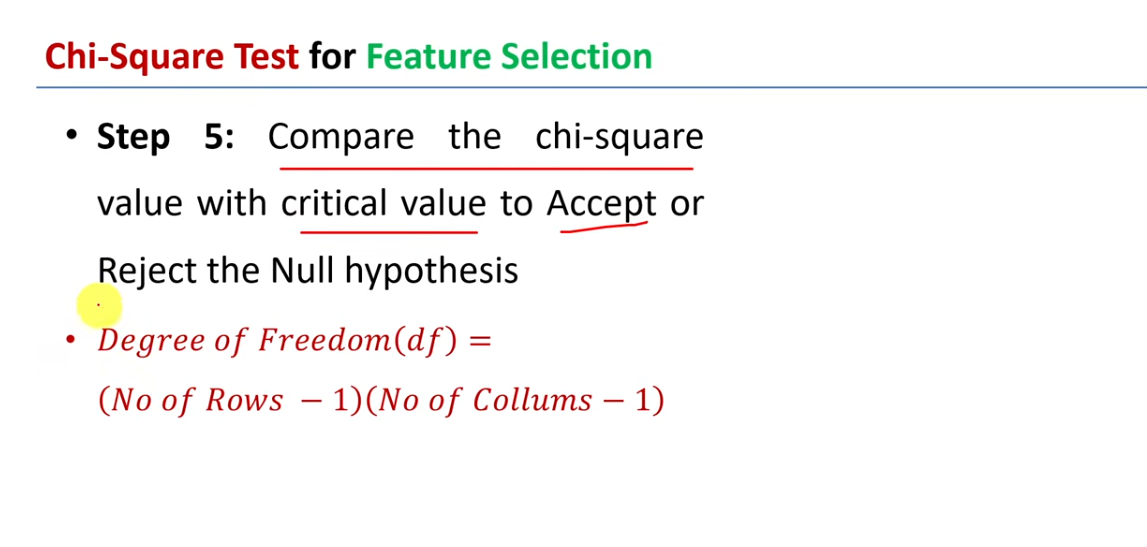 Chi-Square Test for Feature Selection
• Step 5: Compare the chi-square
value with critical value to Accept or
Reject the Null hypothesis
• Degree of Freedom(df) =
(No of Rows − 1)(No of Collums − 1)